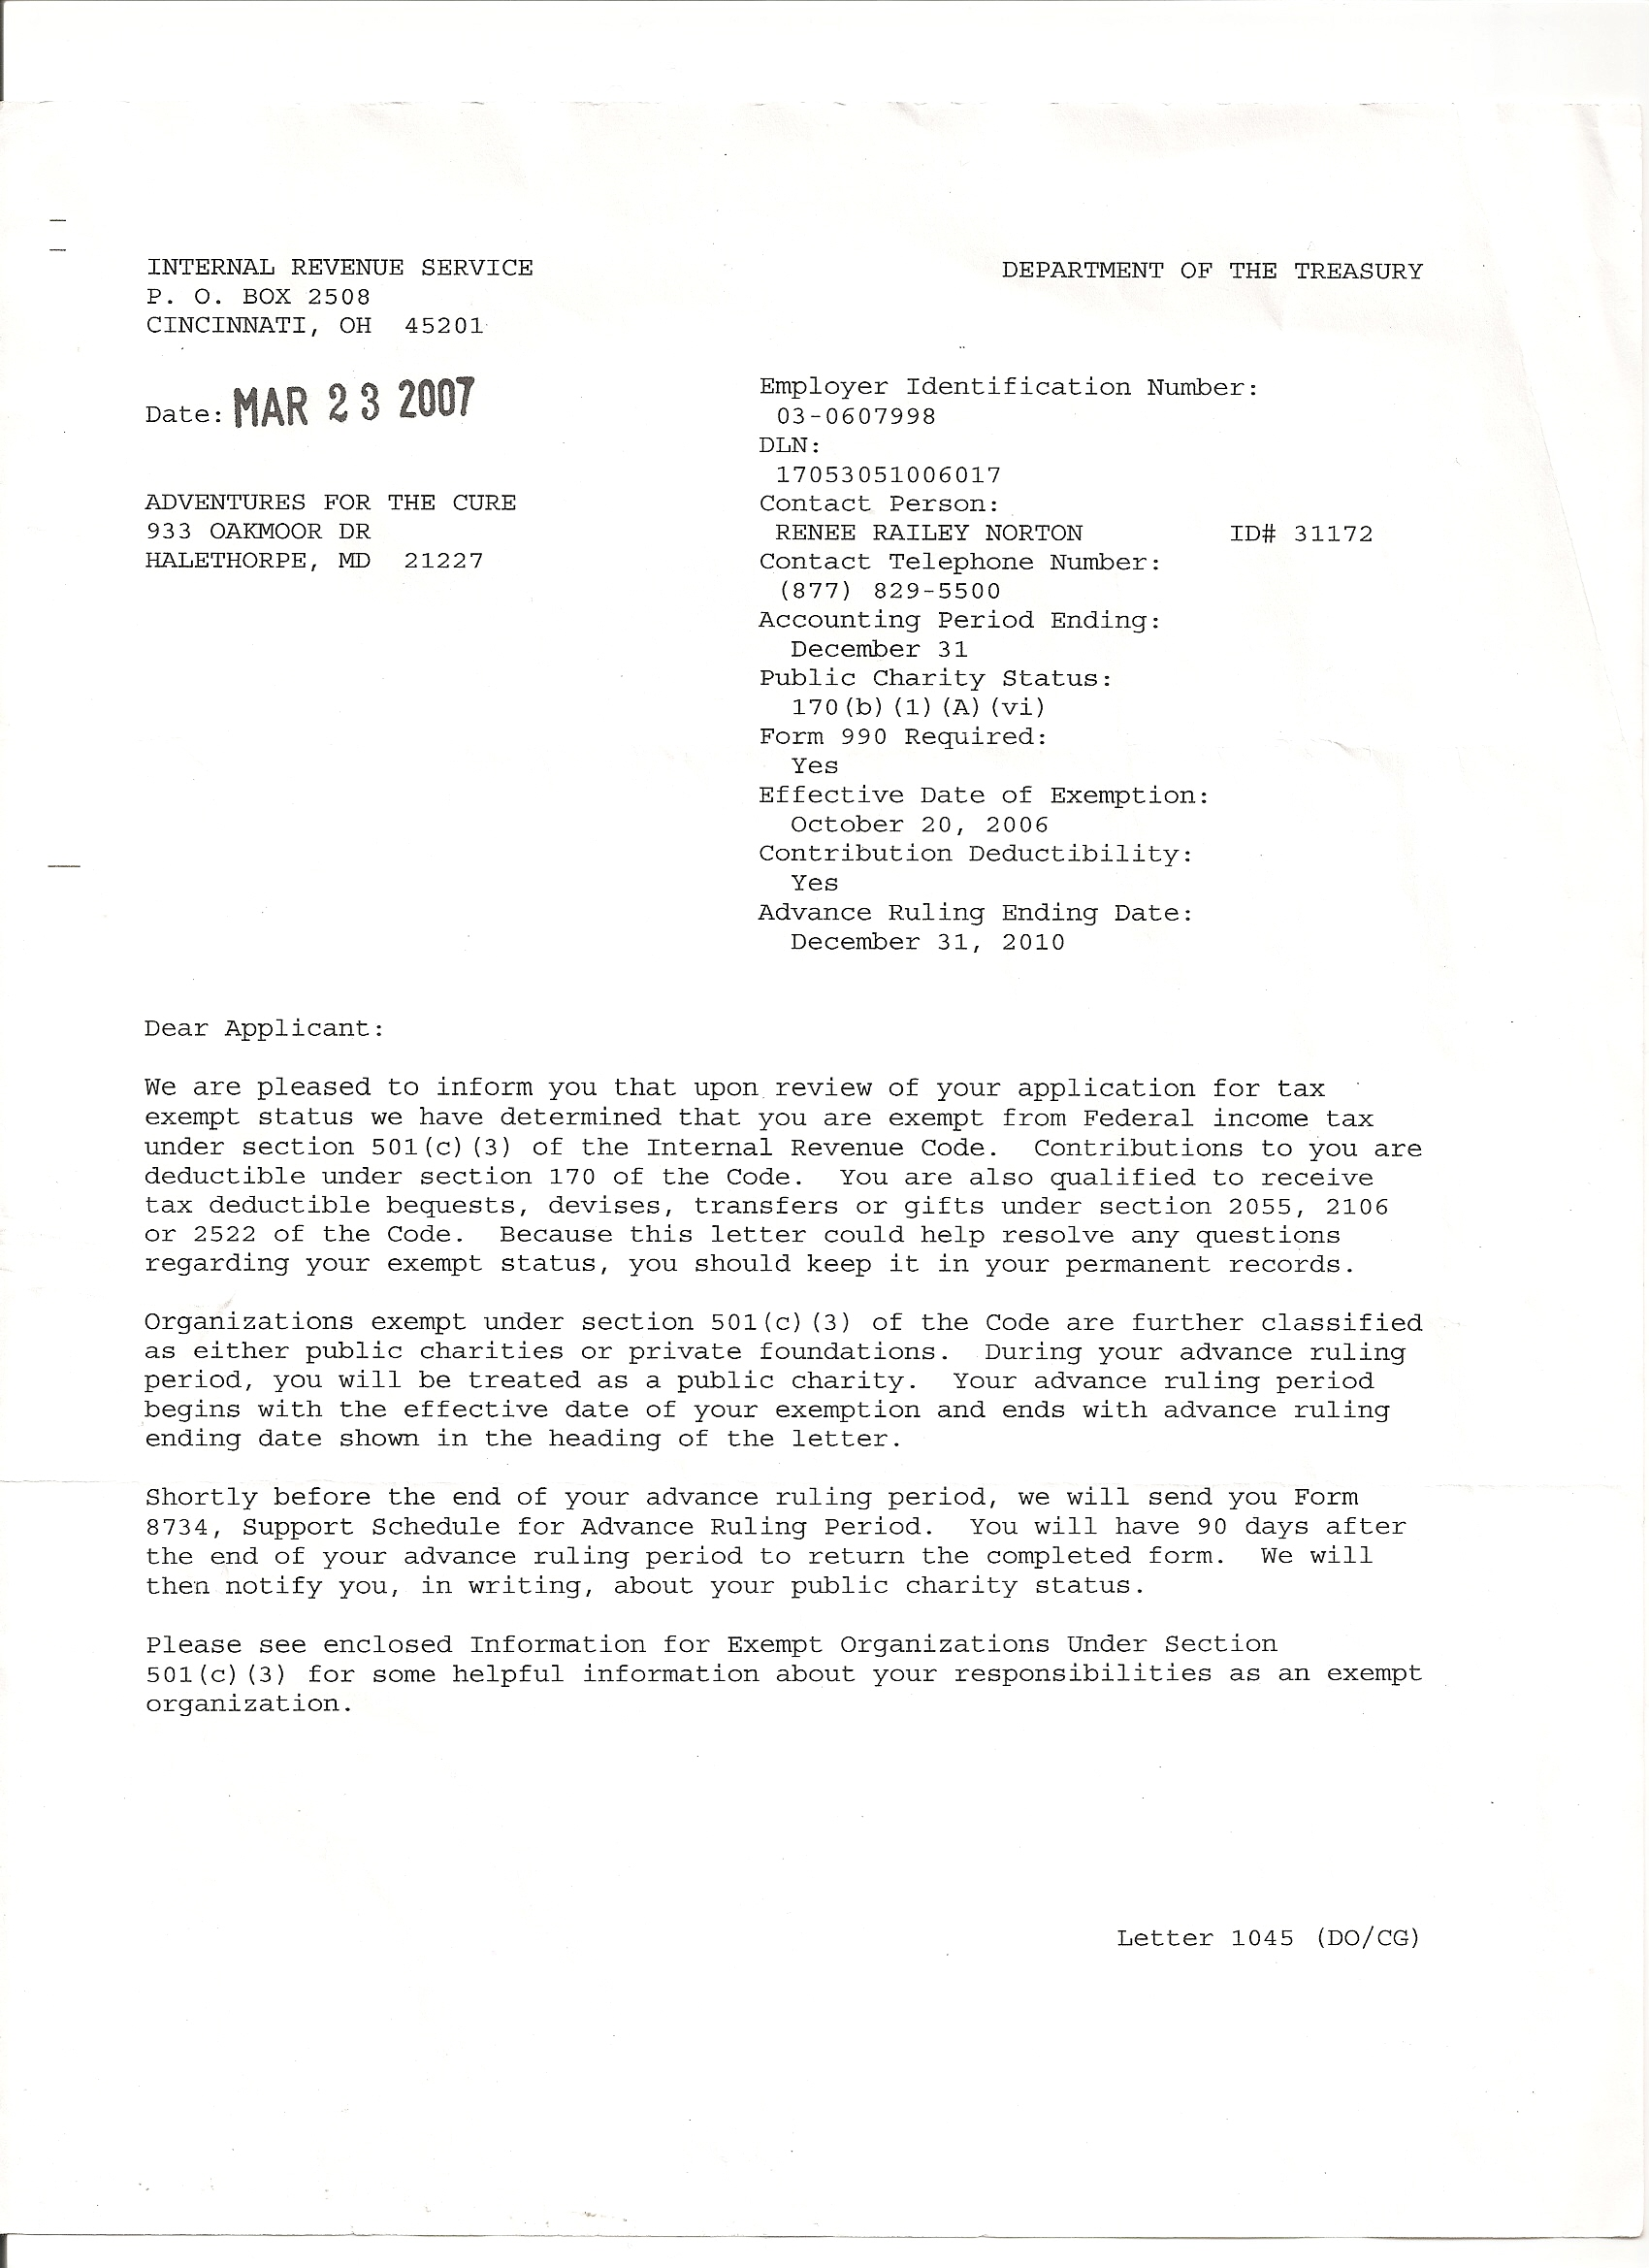 INTERNAL REVENUE SERVICE
P. O. BOX 2508
CINCINNATI, OH 45201
DEPARTMENT OF THE TREASURY
Date: MAR 23 2007
ADVENTURES FOR THE CURE
933 OAKMOOR DR
HALETHORPE, MD 21227
Employer Identification Number:
03-0607998
DLN:
17053051006017
Contact Person:
RENEE RAILEY NORTON ID# 31172
Contact Telephone Number:
(877) 829-5500
Accounting Period Ending:
December 31
Public Charity Status:
170(b)(1)(A)(vi)
Form 990 Required:
Yes
Effective Date of Exemption:
October 20, 2006
Contribution Deductibility:
Yes
Advance Ruling Ending Date:
December 31, 2010
Dear Applicant:
We are pleased to inform you that upon review of your application for tax
exempt status we have determined that you are exempt from Federal income tax
under section 501(c)(3) of the Internal Revenue Code. Contributions to you are
deductible under section 170 of the Code. You are also qualified to receive
tax deductible bequests, devises, transfers or gifts under section 2055, 2106
or 2522 of the Code. Because this letter could help resolve any questions
regarding your exempt status, you should keep it in your permanent records.
Organizations exempt under section 501(c)(3) of the Code are further classified
as either public charities or private foundations. During your advance ruling
period, you will be treated as a public charity. Your advance ruling period
begins with the effective date of your exemption and ends with advance ruling
ending date shown in the heading of the letter.
Shortly before the end of your advance ruling period, we will send you Form
8734, Support Schedule for Advance Ruling Period. You will have 90 days after
the end of your advance ruling period to return the completed form. We will
then notify you, in writing, about your public charity status.
Please see enclosed Information for Exempt Organizations Under Section
501(c)(3) for some helpful information about your responsibilities as an exempt
organization.
Letter 1045 (DO/CG)